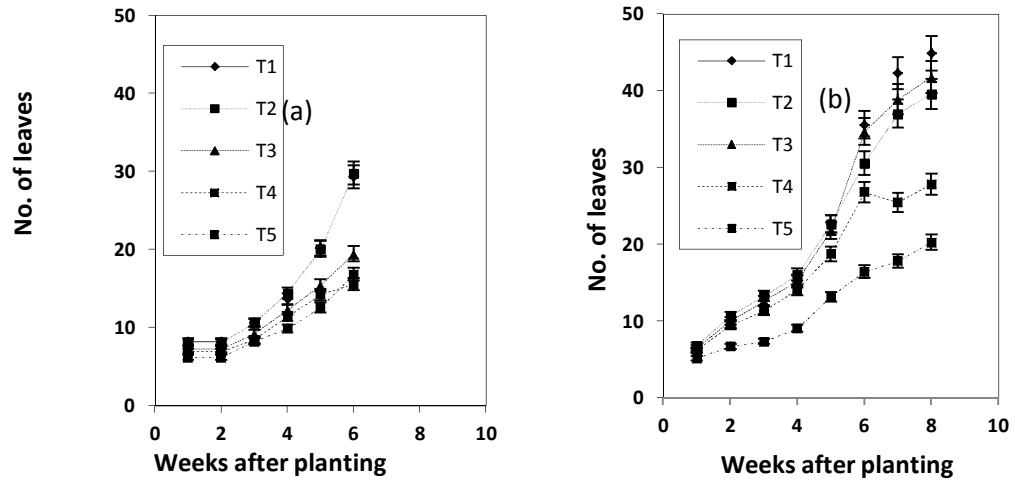 50
40
30
20
10
0
No. of leaves
T1
T2
T3
T4
T5
(a)
0 2 4 6 8 10
Weeks after planting
50
40
30
20
10
0
No. of leaves
T1
T2
T3
T4
T5
(b)
0 2 4 6 8 10
Weeks after planting